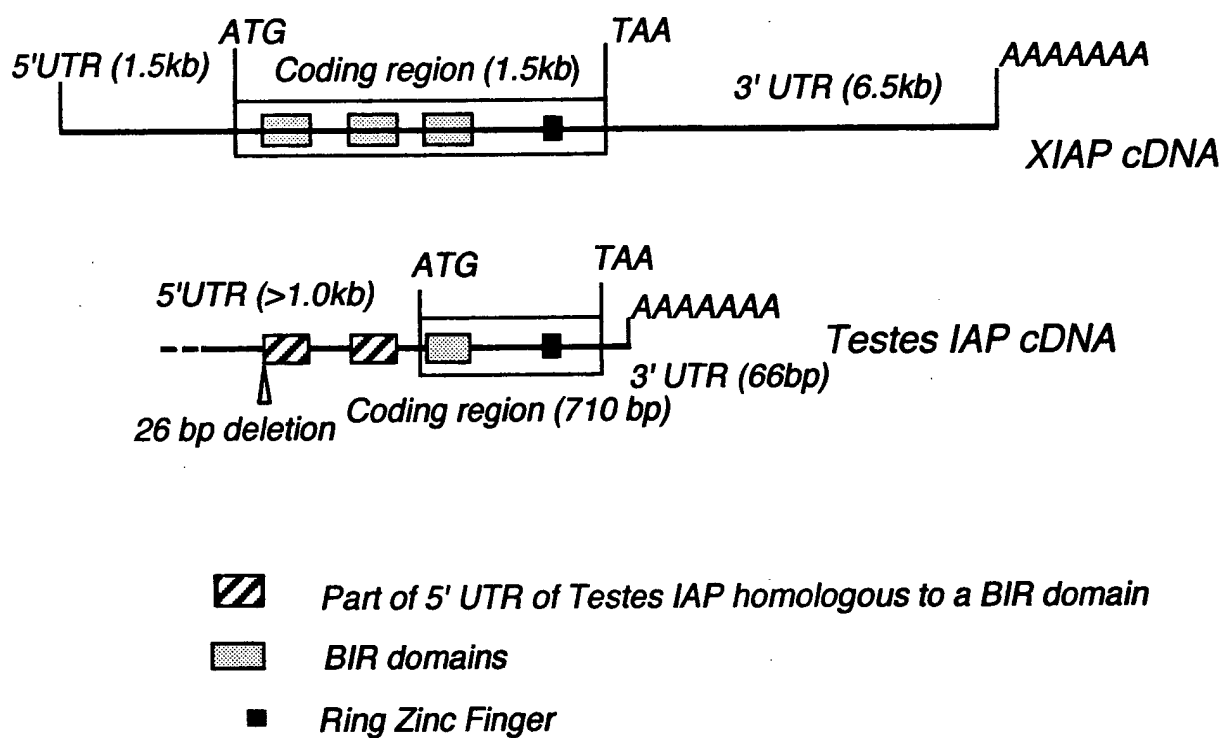 ATG
TAA
5'UTR (1.5kb)
Coding region (1.5kb)
3' UTR (6.5kb)
AAAAAAA
XIAP cDNA
ATG
TAA
5'UTR (>1.0kb)
AAAAAAA
Testes IAP cDNA
3' UTR (66bp)
26 bp deletion
Coding region (710 bp)
Part of 5' UTR of Testes IAP homologous to a BIR domain
BIR domains
Ring Zinc Finger